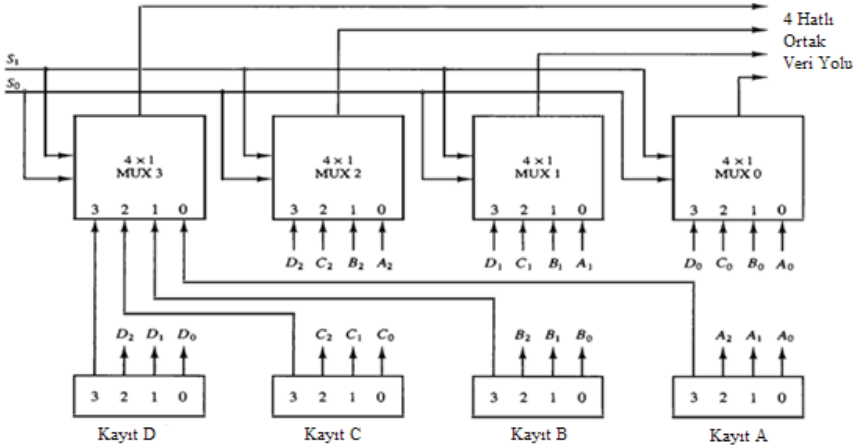 4 Hatlı
Ortak
Veri Yolu
S₁
S₀
4 × 1
MUX 3
4 × 1
MUX 2
4 × 1
MUX 1
4 × 1
MUX 0
3 2 1 0
3 2 1 0
3 2 1 0
3 2 1 0
D₂ C₂ B₂ A₂
D₁ C₁ B₁ A₁
D₀ C₀ B₀ A₀
D₂ D₁ D₀
C₂ C₁ C₀
B₂ B₁ B₀
A₂ A₁ A₀
3 2 1 0
3 2 1 0
3 2 1 0
3 2 1 0
Kayıt D
Kayıt C
Kayıt B
Kayıt A